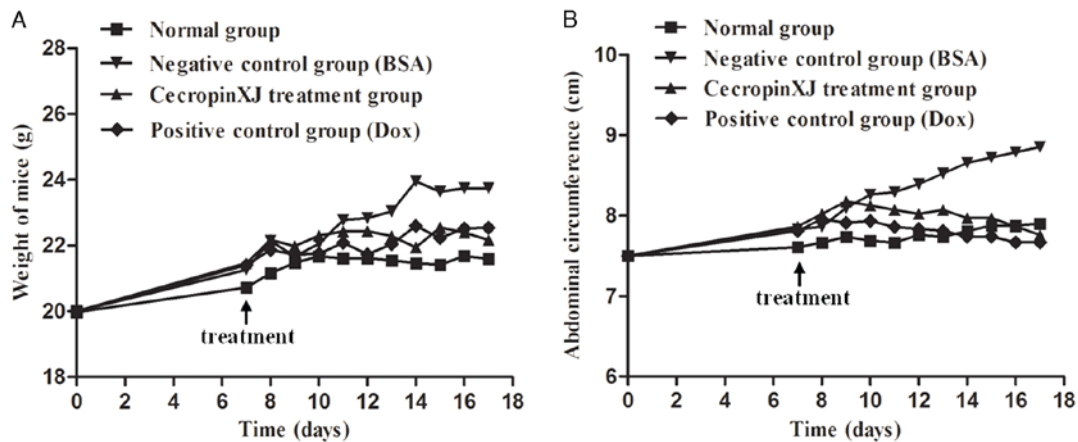 A
Normal group
Negative control group (BSA)
CecropinXJ treatment group
Positive control group (Dox)
Weight of mice (g)
28
26
24
22
20
18
treatment
0 2 4 6 8 10 12 14 16 18
Time (days)
B
Normal group
Negative control group (BSA)
CecropinXJ treatment group
Positive control group (Dox)
Abdominal circumference (cm)
10
9
8
7
6
treatment
0 2 4 6 8 10 12 14 16 18
Time (days)